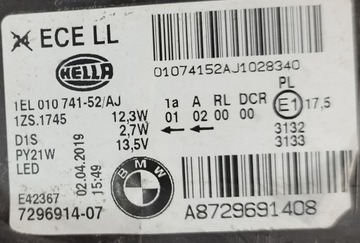 24 ECE LL
HELLA
01074152AJ1028340
1EL 010 741-52/AJ
1ZS.1745
D1S
PY21W
LED
12,3W
2,7W
13,5V
1a A RL DCR
01 02 00 00
PL
E1 17,5
3132
3133
02.04.2019
15:49
E42367
7296914-07
BMW
A8729691408